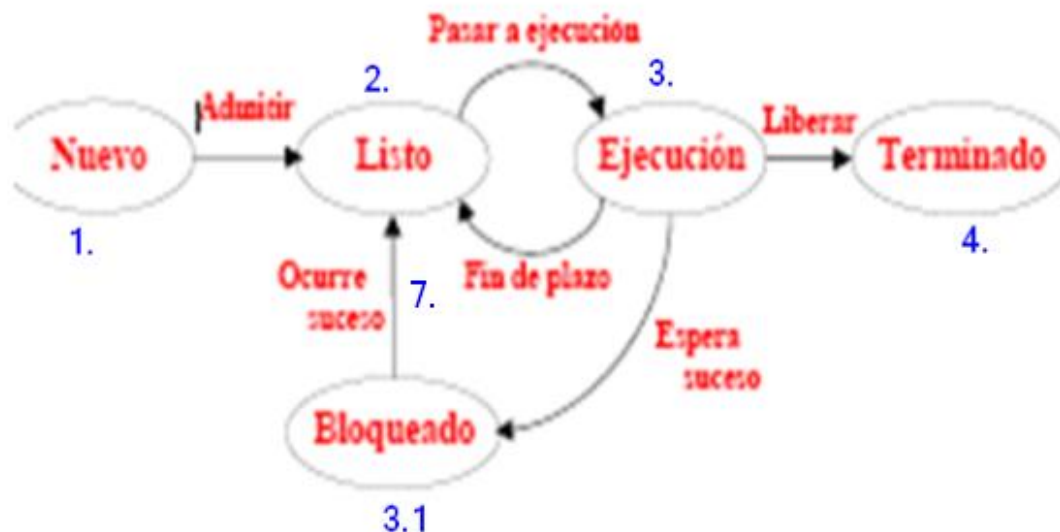 Pasar a ejecución
2.
3.
Admitir
Liberar
Nuevo
Listo
Ejecución
Terminado
1.
4.
Ocurre
suceso
7.
Fin de plazo
Espera
suceso
Bloqueado
3.1